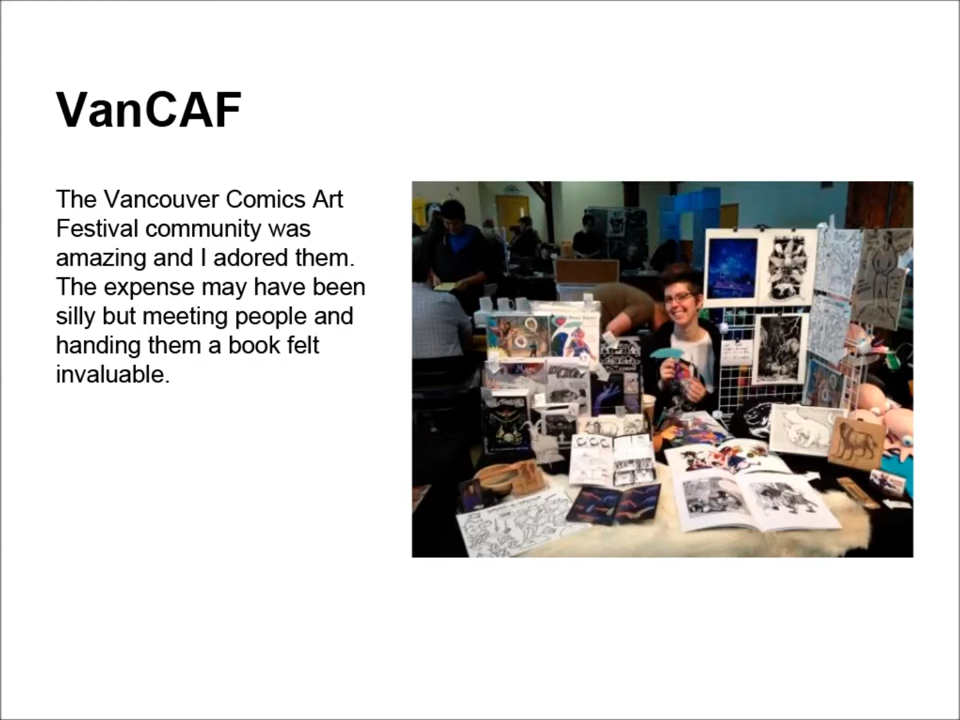 VanCAF
The Vancouver Comics Art
Festival community was
amazing and I adored them.
The expense may have been
silly but meeting people and
handing them a book felt
invaluable.